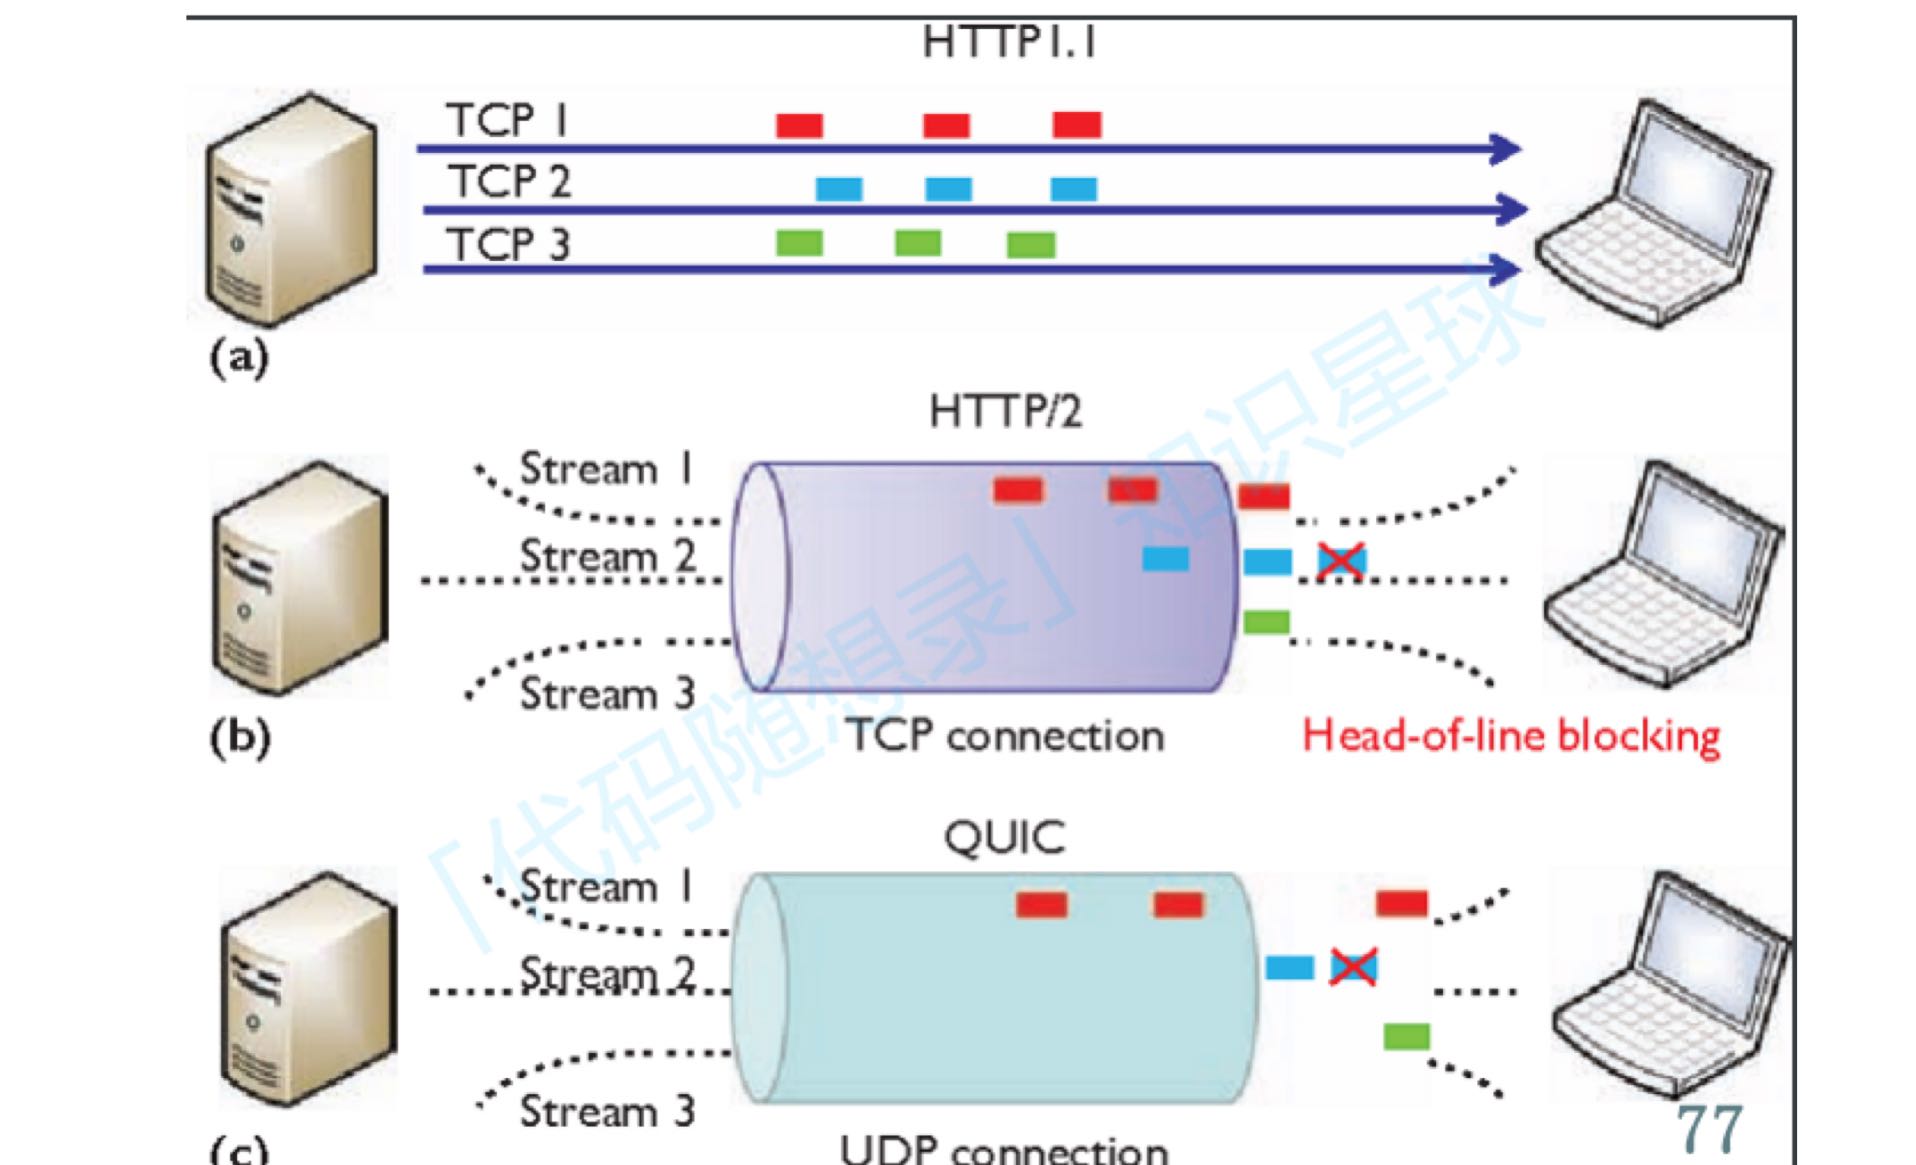 HTTP1.1
TCP 1
TCP 2
TCP 3
(a)
HTTP/2
Stream 1
Stream 2
Stream 3
(b)
TCP connection
Head-of-line blocking
QUIC
Stream 1
Stream 2
Stream 3
(c)
UDP connection
77
「代码随想录」知识星球